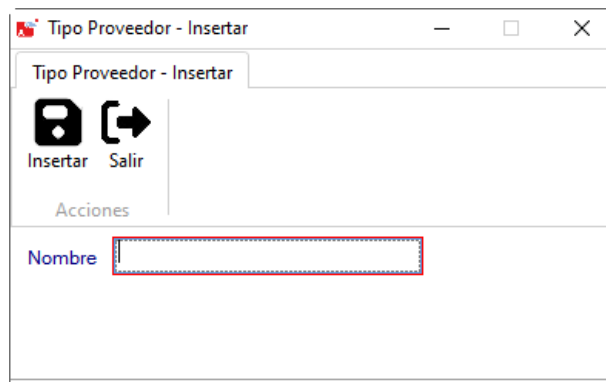 Tipo Proveedor - Insertar
Tipo Proveedor - Insertar
Insertar Salir
Acciones
Nombre